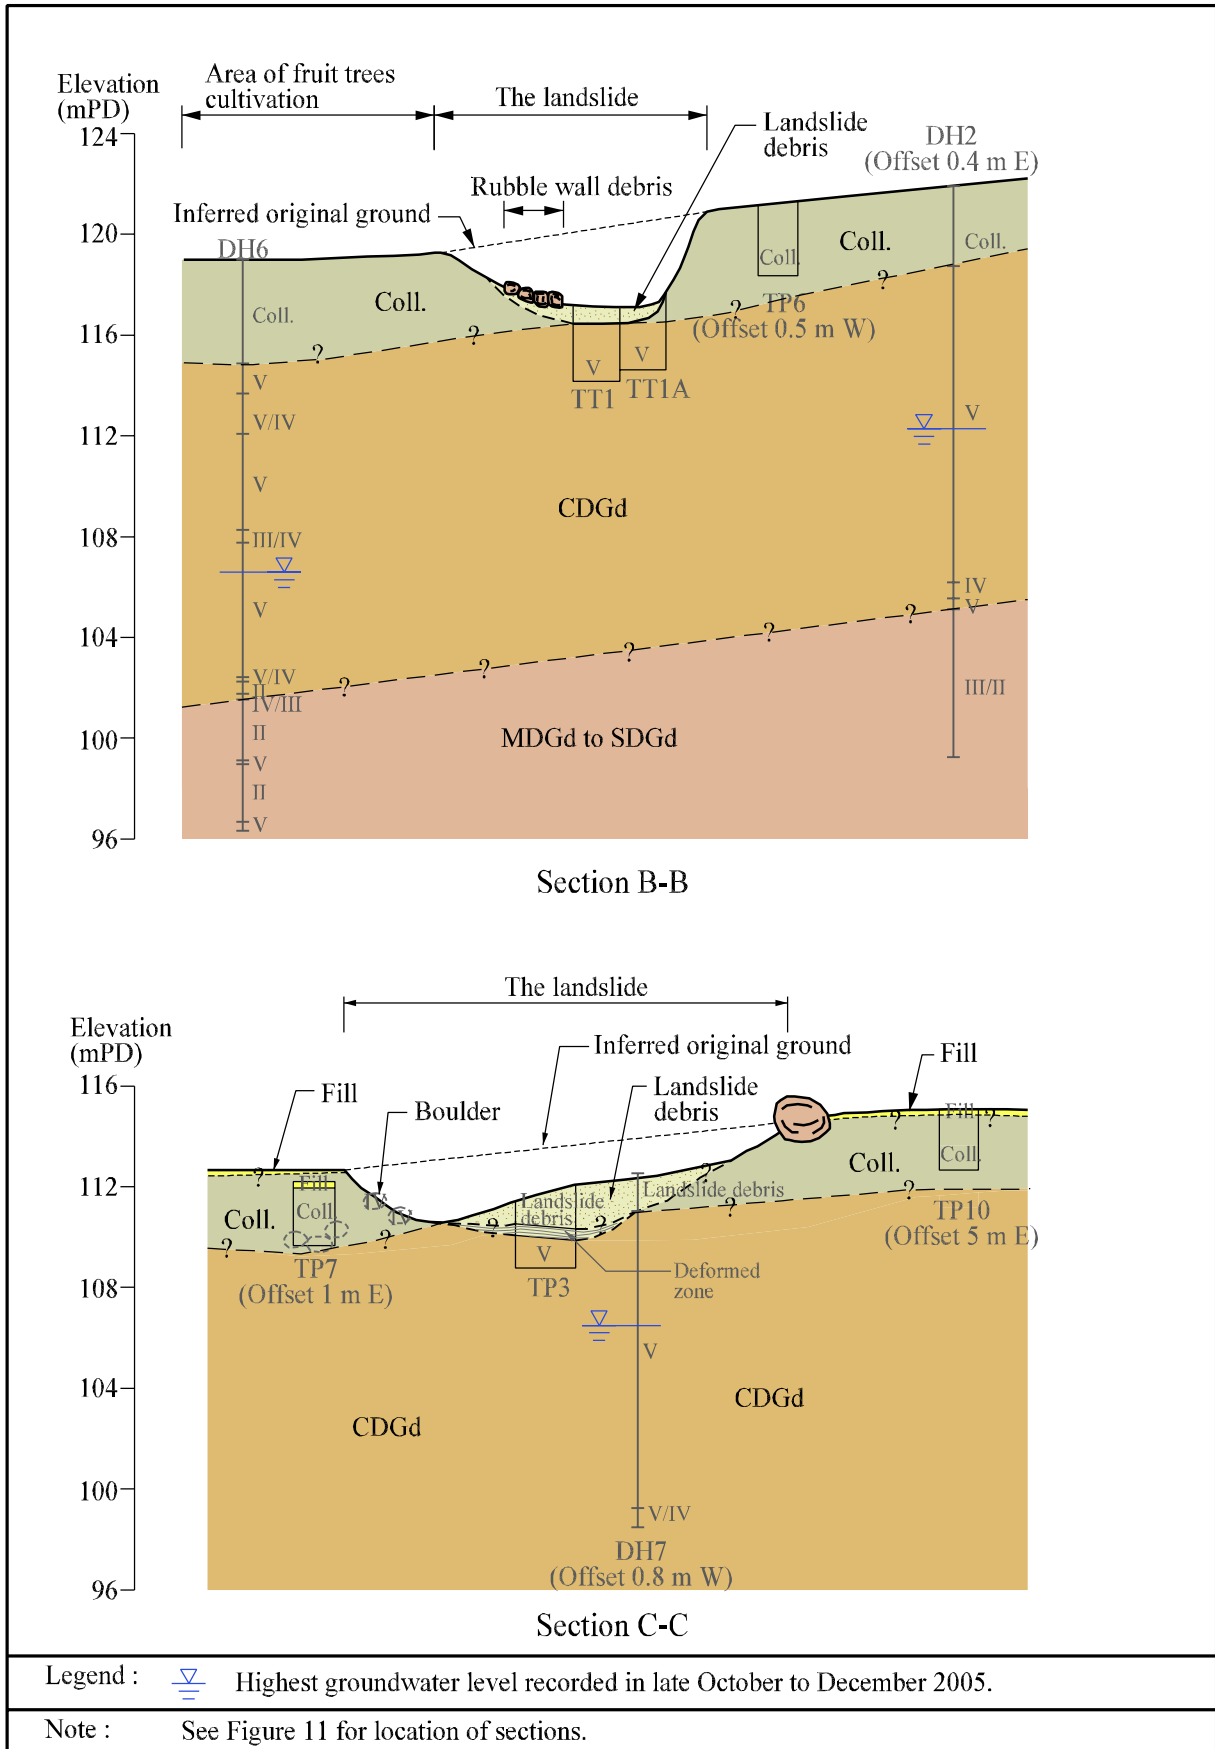 Elevation
(mPD)
Area of fruit trees
cultivation
The landslide
Landslide
debris
DH2
(Offset 0.4 m E)
Rubble wall debris
Inferred original ground
124
120
116
112
108
104
100
96
DH6
Coll.
Coll.
Coll.
Coll.
Coll.
TP6
(Offset 0.5 m W)
?
?
?
?
?
V
V
TT1
TT1A
V
V/IV
V
III/IV
V
V/IV
II
IV/III
II
V
II
V
V
IV
V
III/II
CDGd
?
?
?
?
?
MDGd to SDGd
Section B-B
The landslide
Elevation
(mPD)
Inferred original ground
Fill
Fill
Landslide
debris
Boulder
116
112
108
104
100
96
?
Fill
Coll.
Coll.
?
?
IV
IV
TP7
(Offset 1 m E)
Landslide
debris
Landslide debris
?
?
?
?
V
TP3
Deformed
zone
?
?
?
Fill
Coll.
Coll.
TP10
(Offset 5 m E)
V
CDGd
CDGd
V/IV
DH7
(Offset 0.8 m W)
Section C-C
Legend :
Highest groundwater level recorded in late October to December 2005.
Note :
See Figure 11 for location of sections.